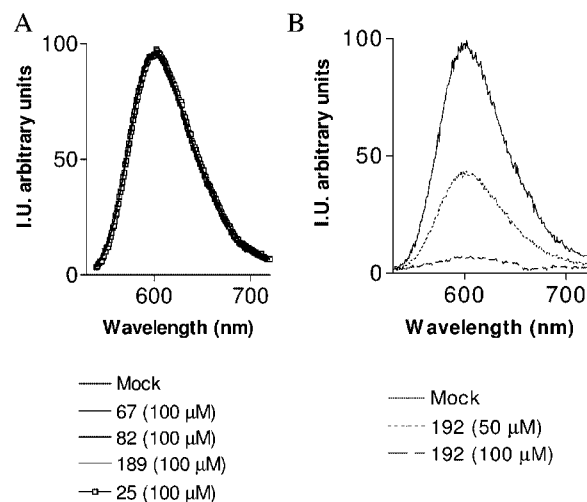 A
I.U. arbitrary units
100
50
0
600
700
Wavelength (nm)
Mock
67 (100 µM)
82 (100 µM)
189 (100 µM)
25 (100 µM)
B
I.U. arbitrary units
100
50
0
600
700
Wavelength (nm)
Mock
192 (50 µM)
192 (100 µM)